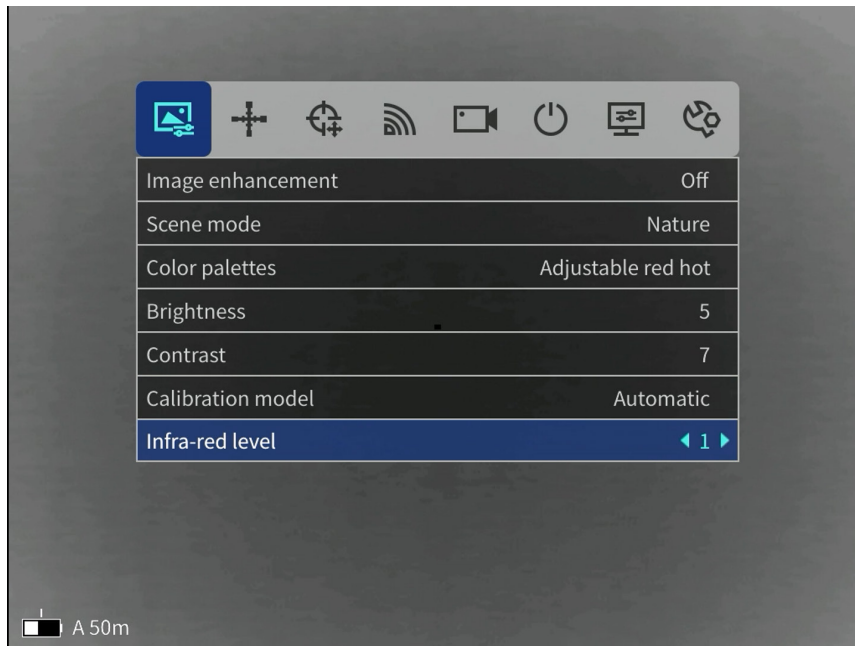 Image enhancement Off
Scene mode Nature
Color palettes Adjustable red hot
Brightness 5
Contrast 7
Calibration model Automatic
Infra-red level 1
A 50m